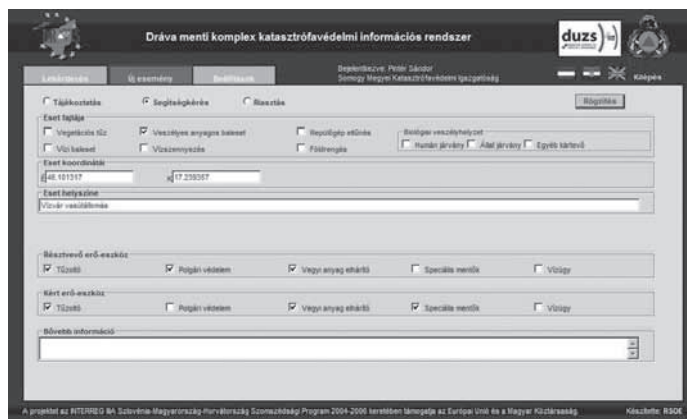 Dráva menti komplex katasztrófavédelmi információs rendszer
duzs
Bejelentkezve: Pintér Sándor
Somogy Megyei Katasztrófavédelmi Igazgatóság
Lekérdezés Új esemény Beállítások
Kilépés
Tájékoztatás Segítségkérés Riasztás Rögzítés
Eset fajtája
Vegetációs tűz Veszélyes anyagos baleset Repülőgép eltűnés Biológiai veszélyhelyzet
Vízi baleset Vízszennyezés Földrengés Humán járvány Állat járvány Egyéb kártevő
Eset koordinátái
É 46.101317 K 17.239357
Eset helyszíne
Vízvár vasútállomás
Résztvevő erő-eszköz
Tűzoltó Polgári védelem Vegyi anyag elhárító Speciális mentők Vízügy
Kért erő-eszköz
Tűzoltó Polgári védelem Vegyi anyag elhárító Speciális mentők Vízügy
Bővebb információ
A projektet az INTERREG IIIA Szlovénia-Magyarország-Horvátország Szomszédsági Program 2004-2006 keretében támogatja az Európai Unió és a Magyar Köztársaság. Készítette: RSOE